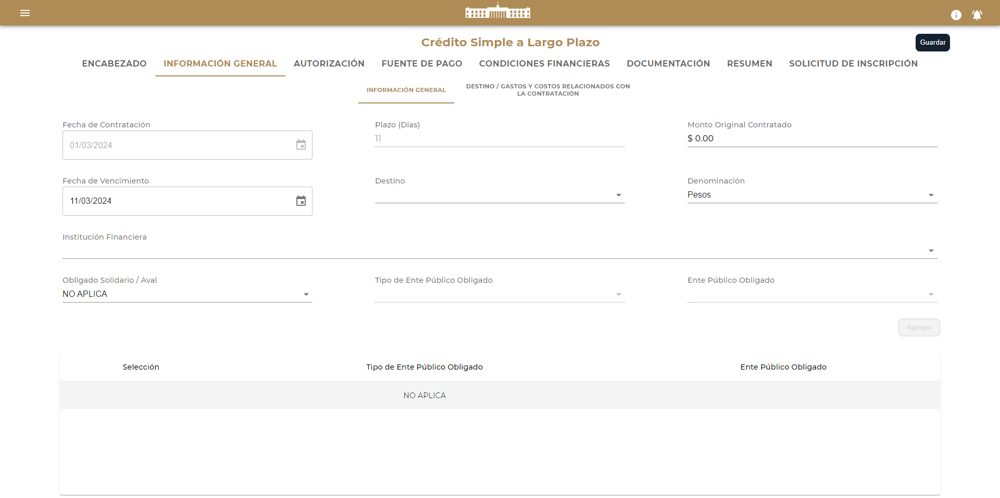 Crédito Simple a Largo Plazo
Guardar
ENCABEZADO INFORMACIÓN GENERAL AUTORIZACIÓN FUENTE DE PAGO CONDICIONES FINANCIERAS DOCUMENTACIÓN RESUMEN SOLICITUD DE INSCRIPCIÓN
INFORMACIÓN GENERAL
DESTINO / GASTOS Y COSTOS RELACIONADOS CON
LA CONTRATACIÓN
Fecha de Contratación
01/03/2024
Plazo (Días)
11
Monto Original Contratado
$ 0.00
Fecha de Vencimiento
11/03/2024
Destino
Denominación
Pesos
Institución Financiera
Obligado Solidario / Aval
NO APLICA
Tipo de Ente Público Obligado
Ente Público Obligado
Agregar
Selección Tipo de Ente Público Obligado Ente Público Obligado
NO APLICA